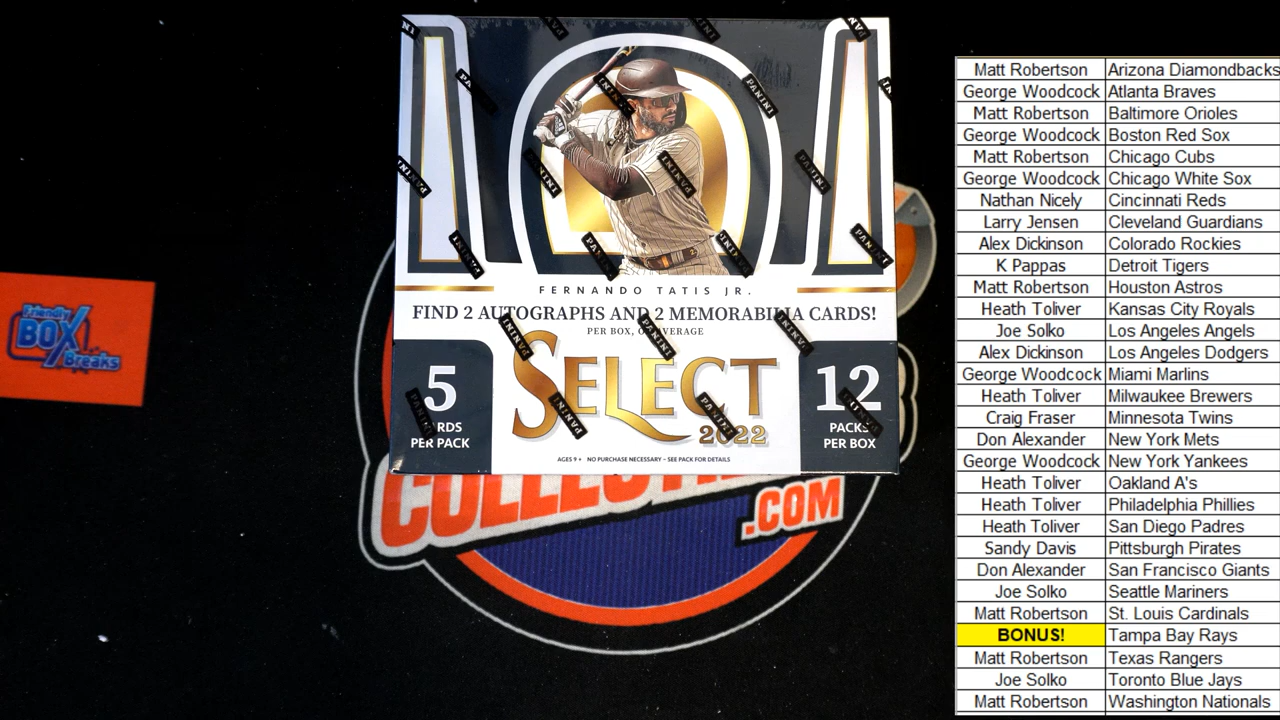 FERNANDO TATIS JR.
FIND 2 AUTOGRAPHS AND 2 MEMORABILIA CARDS!
PER BOX, ON AVERAGE
5
CARDS
PER PACK
SELECT
2022
12
PACKS
PER BOX
AGES 9+ NO PURCHASE NECESSARY – SEE PACK FOR DETAILS
PANINI
Friendly
BOX
Breaks
.COM
Matt Robertson Arizona Diamondbacks
George Woodcock Atlanta Braves
Matt Robertson Baltimore Orioles
George Woodcock Boston Red Sox
Matt Robertson Chicago Cubs
George Woodcock Chicago White Sox
Nathan Nicely Cincinnati Reds
Larry Jensen Cleveland Guardians
Alex Dickinson Colorado Rockies
K Pappas Detroit Tigers
Matt Robertson Houston Astros
Heath Toliver Kansas City Royals
Joe Solko Los Angeles Angels
Alex Dickinson Los Angeles Dodgers
George Woodcock Miami Marlins
Heath Toliver Milwaukee Brewers
Craig Fraser Minnesota Twins
Don Alexander New York Mets
George Woodcock New York Yankees
Heath Toliver Oakland A's
Heath Toliver Philadelphia Phillies
Heath Toliver San Diego Padres
Sandy Davis Pittsburgh Pirates
Don Alexander San Francisco Giants
Joe Solko Seattle Mariners
Matt Robertson St. Louis Cardinals
BONUS! Tampa Bay Rays
Matt Robertson Texas Rangers
Joe Solko Toronto Blue Jays
Matt Robertson Washington Nationals